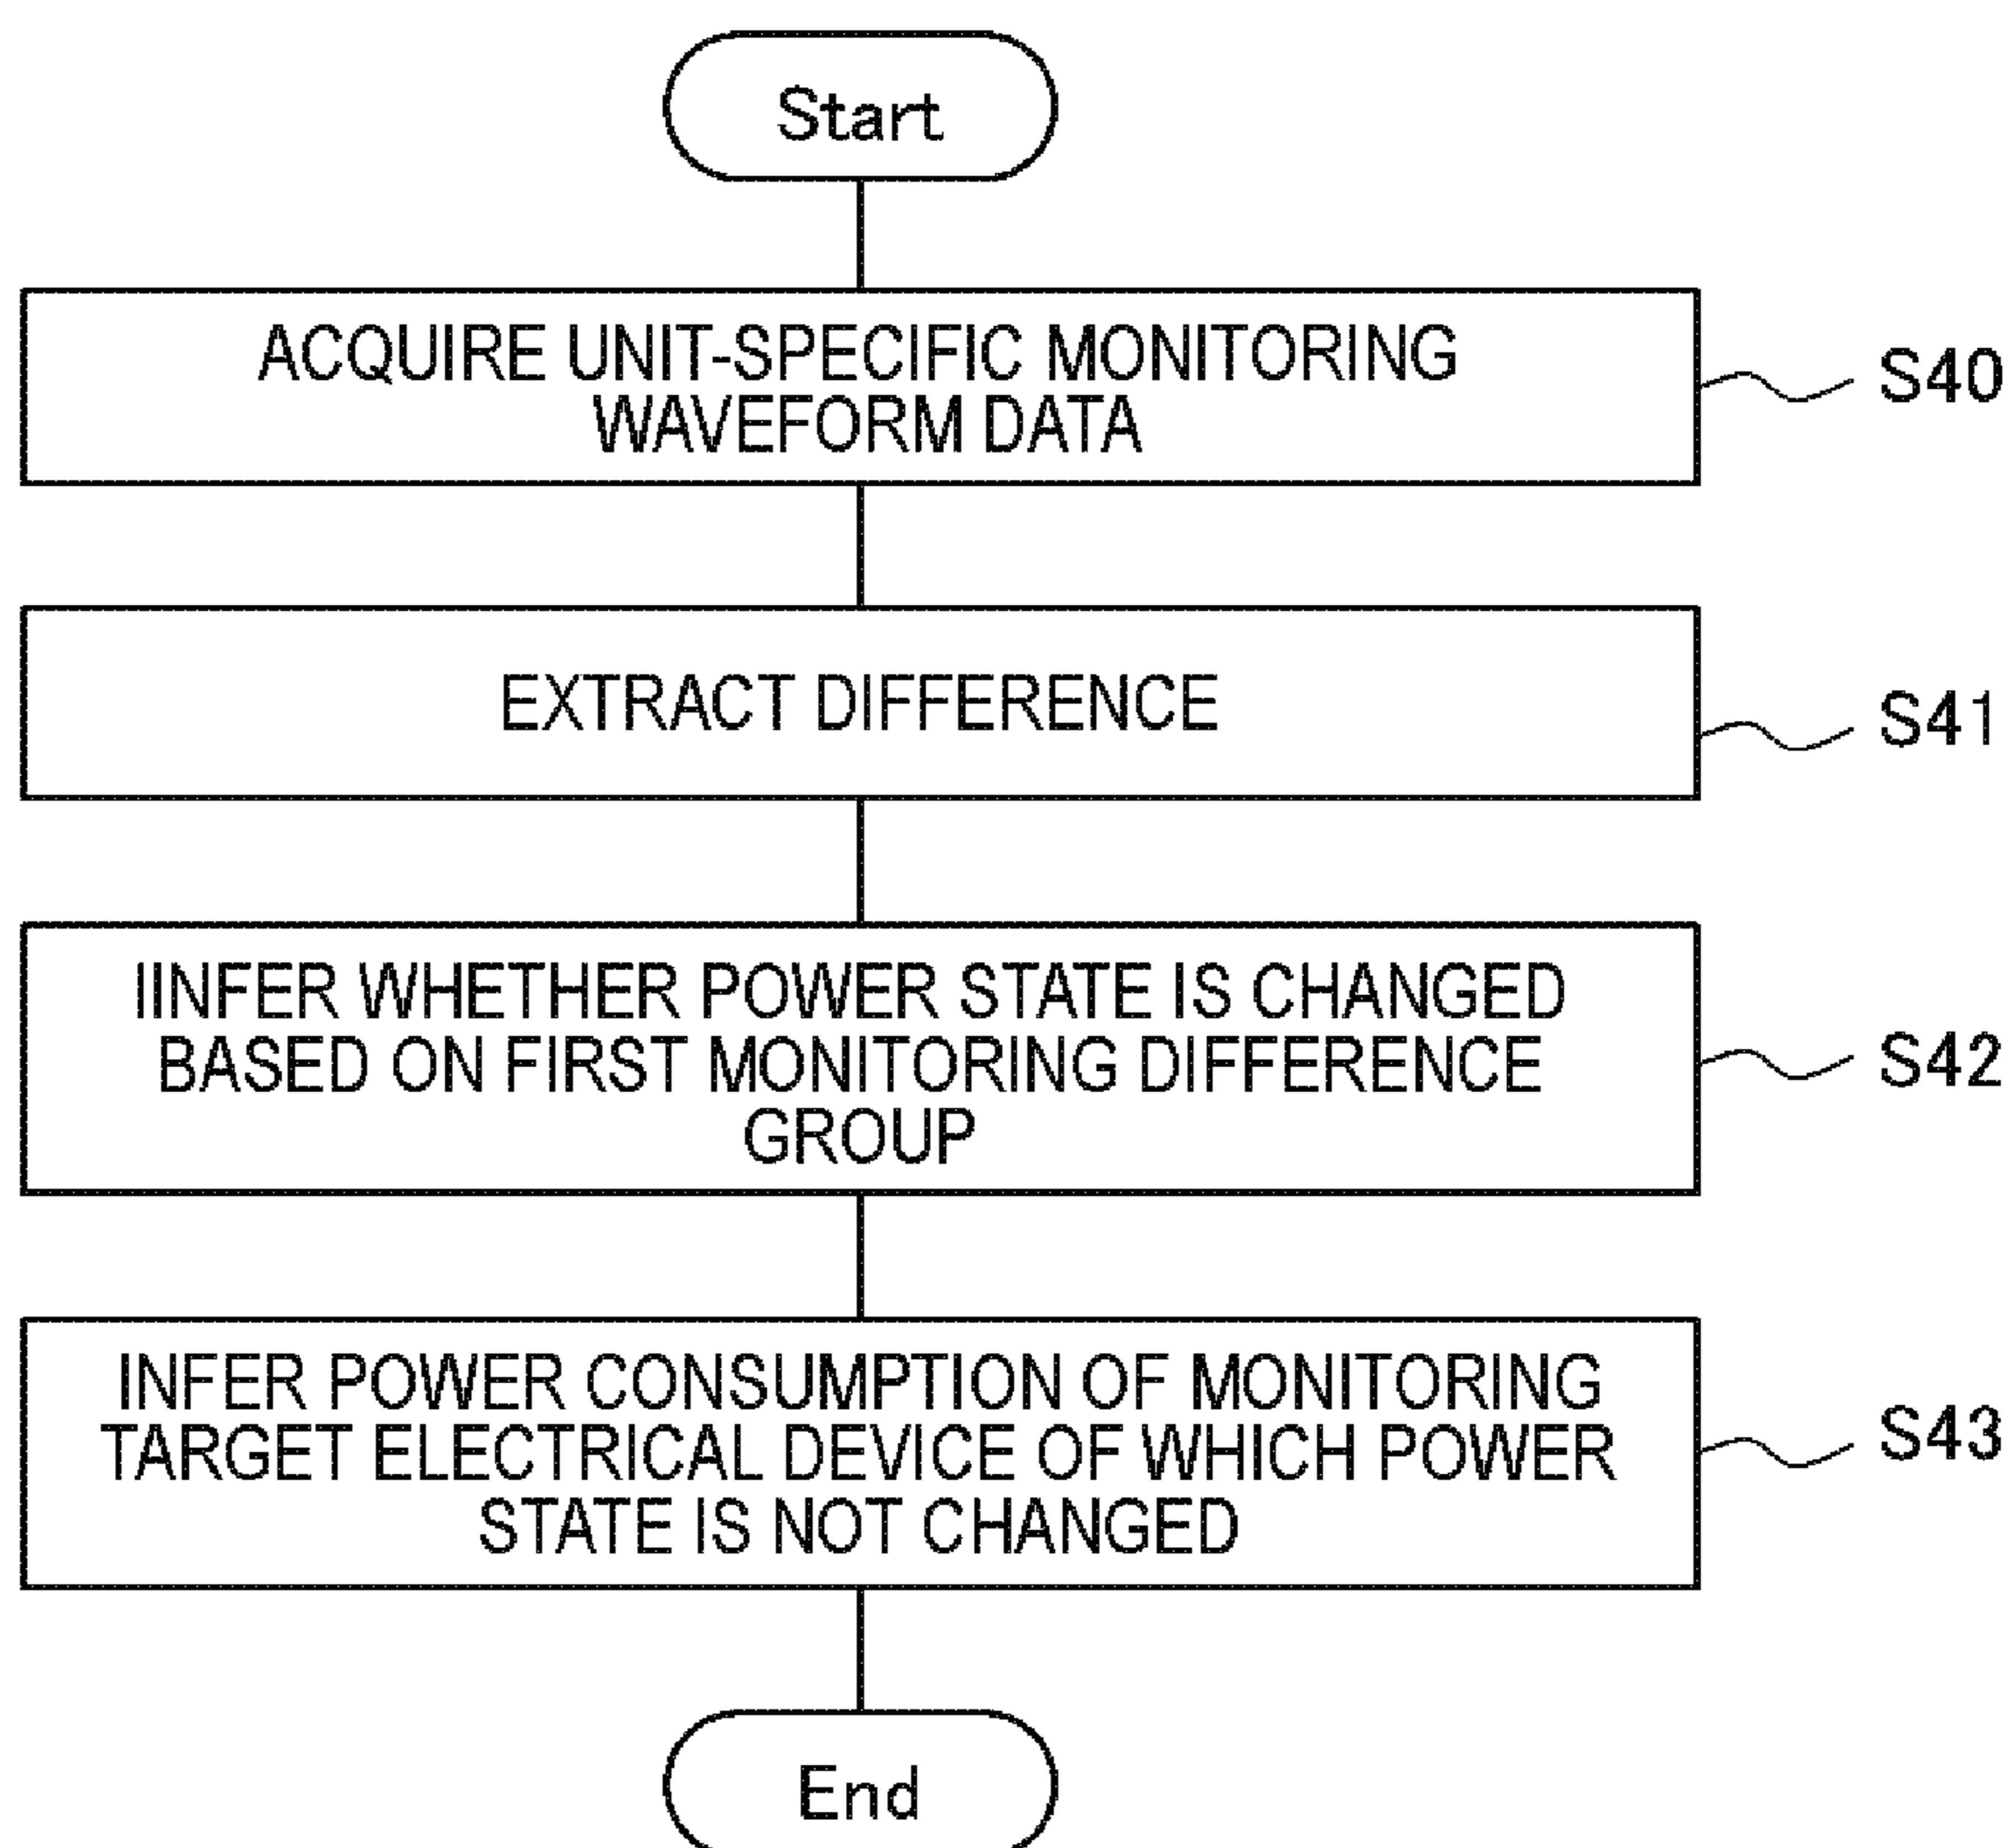 Start
ACQUIRE UNIT-SPECIFIC MONITORING
WAVEFORM DATA
S40
EXTRACT DIFFERENCE
S41
IINFER WHETHER POWER STATE IS CHANGED
BASED ON FIRST MONITORING DIFFERENCE
GROUP
S42
INFER POWER CONSUMPTION OF MONITORING
TARGET ELECTRICAL DEVICE OF WHICH POWER
STATE IS NOT CHANGED
S43
End